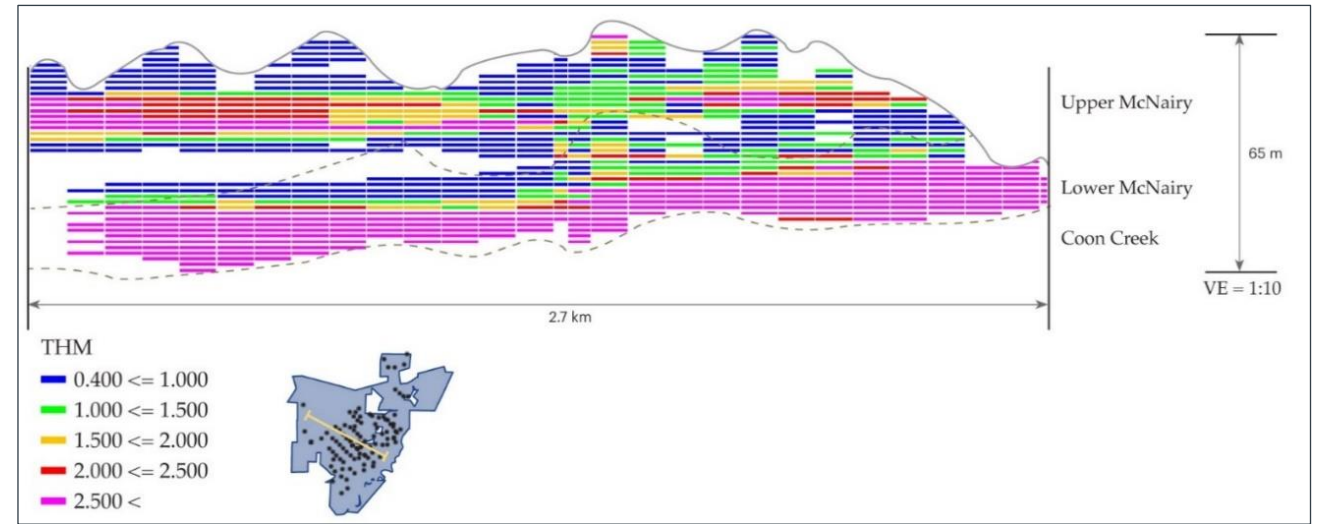 Upper McNairy
65 m
Lower McNairy
Coon Creek
VE = 1:10
2.7 km
THM
0.400 <= 1.000
1.000 <= 1.500
1.500 <= 2.000
2.000 <= 2.500
2.500 <